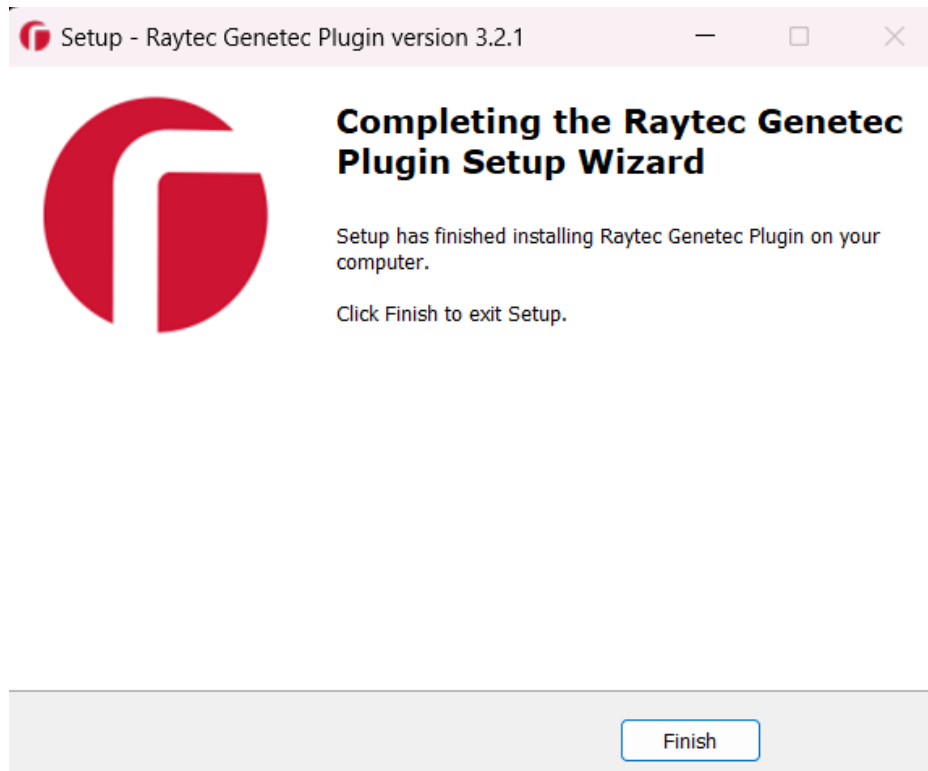 Setup - Raytec Genetec Plugin version 3.2.1
Completing the Raytec Genetec
Plugin Setup Wizard
Setup has finished installing Raytec Genetec Plugin on your
computer.
Click Finish to exit Setup.
Finish